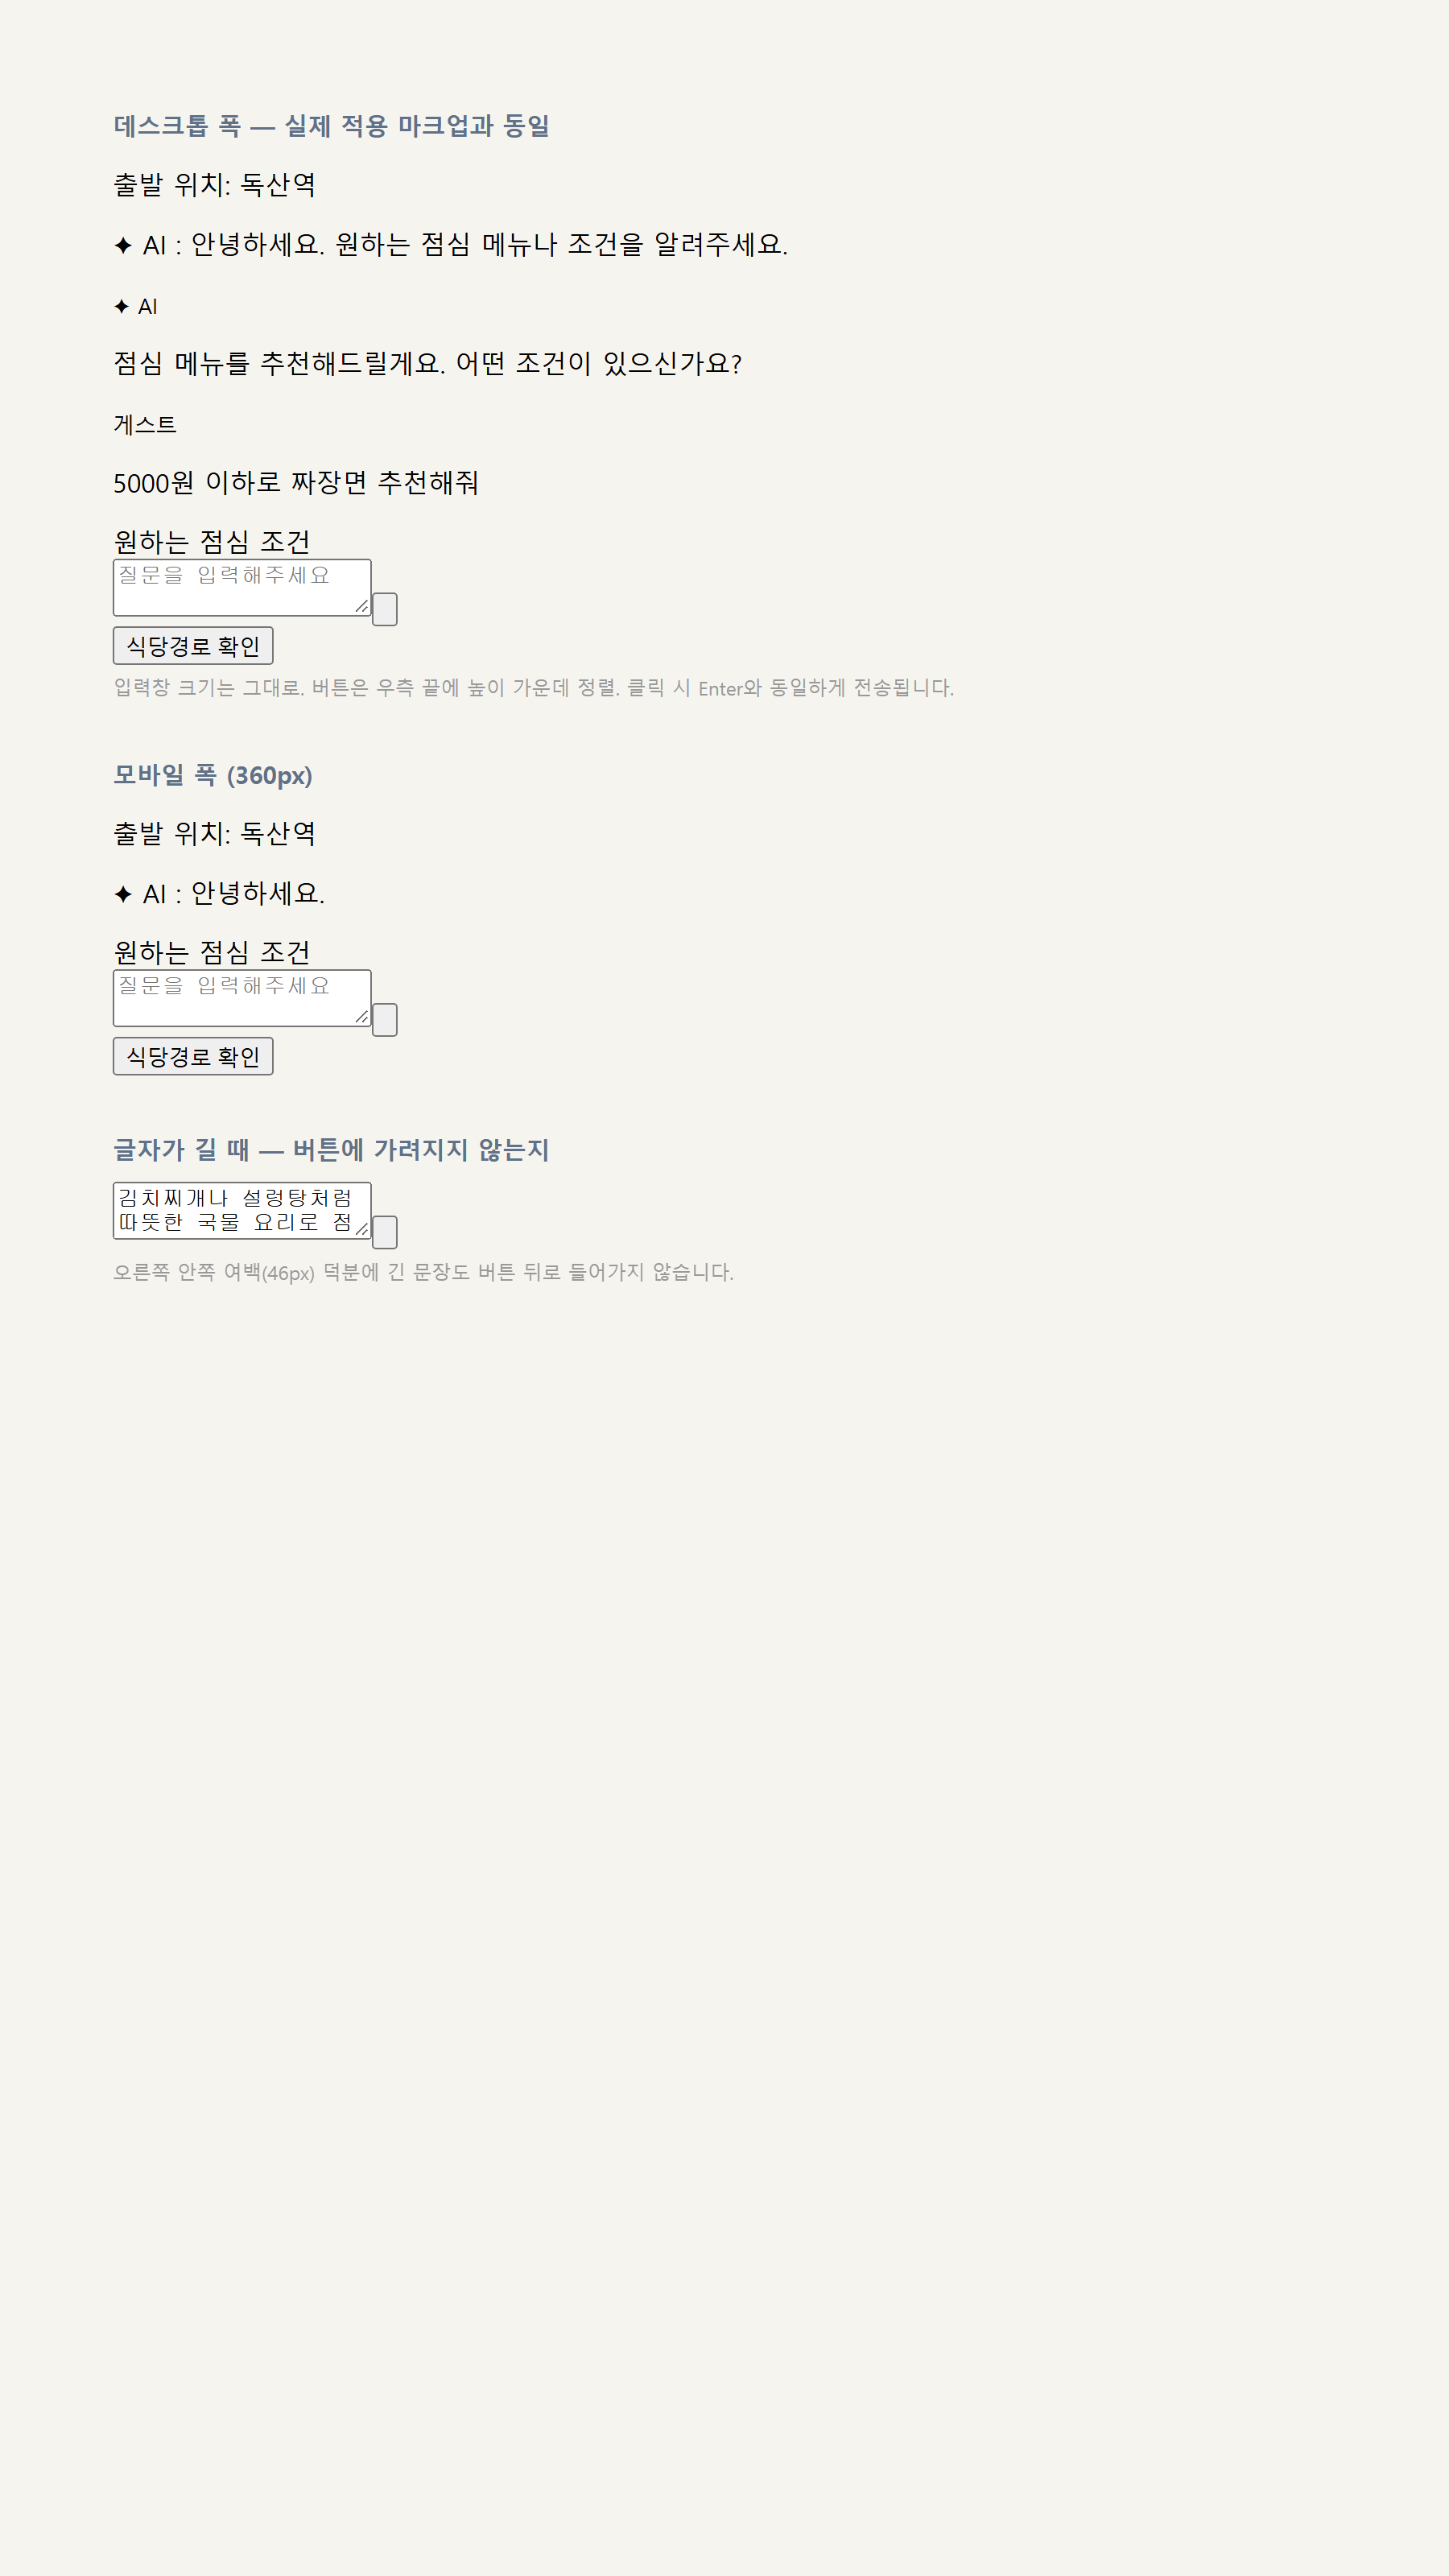 데스크톱 폭 — 실제 적용 마크업과 동일
출발 위치: 독산역
✦ AI : 안녕하세요. 원하는 점심 메뉴나 조건을 알려주세요.
✦ AI
점심 메뉴를 추천해드릴게요. 어떤 조건이 있으신가요?
게스트
5000원 이하로 짜장면 추천해줘
원하는 점심 조건
질문을 입력해주세요
식당경로 확인
입력창 크기는 그대로. 버튼은 우측 끝에 높이 가운데 정렬. 클릭 시 Enter와 동일하게 전송됩니다.
모바일 폭 (360px)
출발 위치: 독산역
✦ AI : 안녕하세요.
원하는 점심 조건
질문을 입력해주세요
식당경로 확인
글자가 길 때 — 버튼에 가려지지 않는지
김치찌개나 설렁탕처럼
따뜻한 국물 요리로 점
오른쪽 안쪽 여백(46px) 덕분에 긴 문장도 버튼 뒤로 들어가지 않습니다.